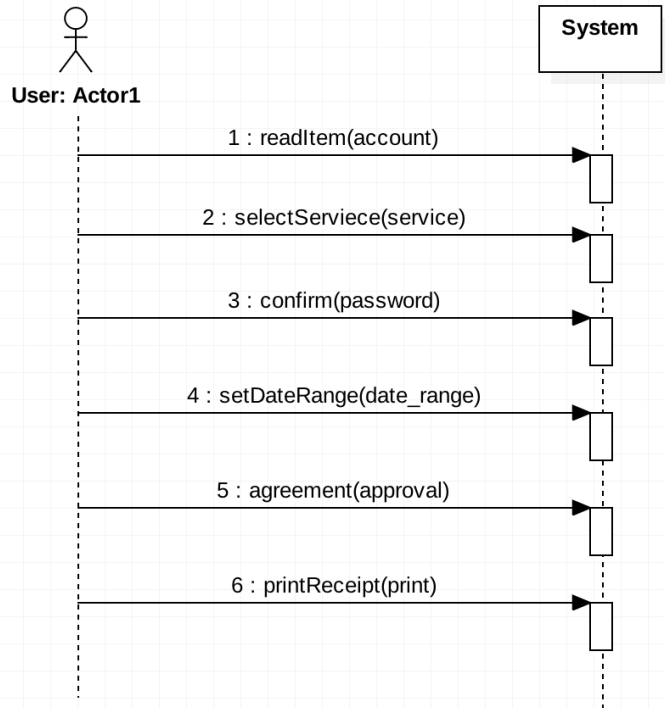 System
User: Actor1
1 : readItem(account)
2 : selectServiece(service)
3 : confirm(password)
4 : setDateRange(date_range)
5 : agreement(approval)
6 : printReceipt(print)